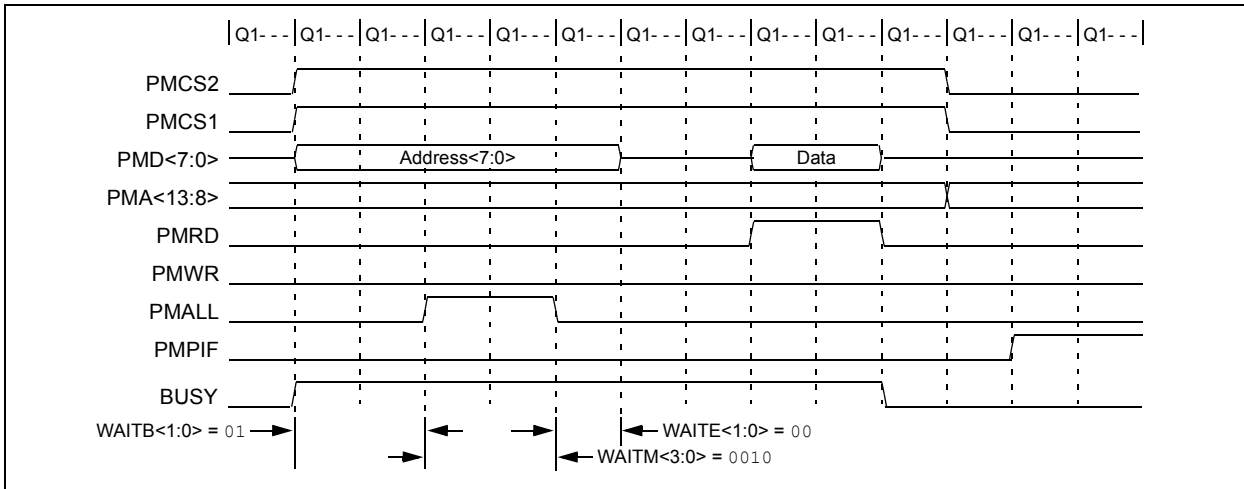 Q1--- Q1--- Q1--- Q1--- Q1--- Q1--- Q1--- Q1--- Q1--- Q1--- Q1--- Q1--- Q1--- Q1---
PMCS2
PMCS1
PMD<7:0> Address<7:0> Data
PMA<13:8>
PMRD
PMWR
PMALL
PMPIF
BUSY
WAITB<1:0> = 01 WAITE<1:0> = 00
WAITM<3:0> = 0010